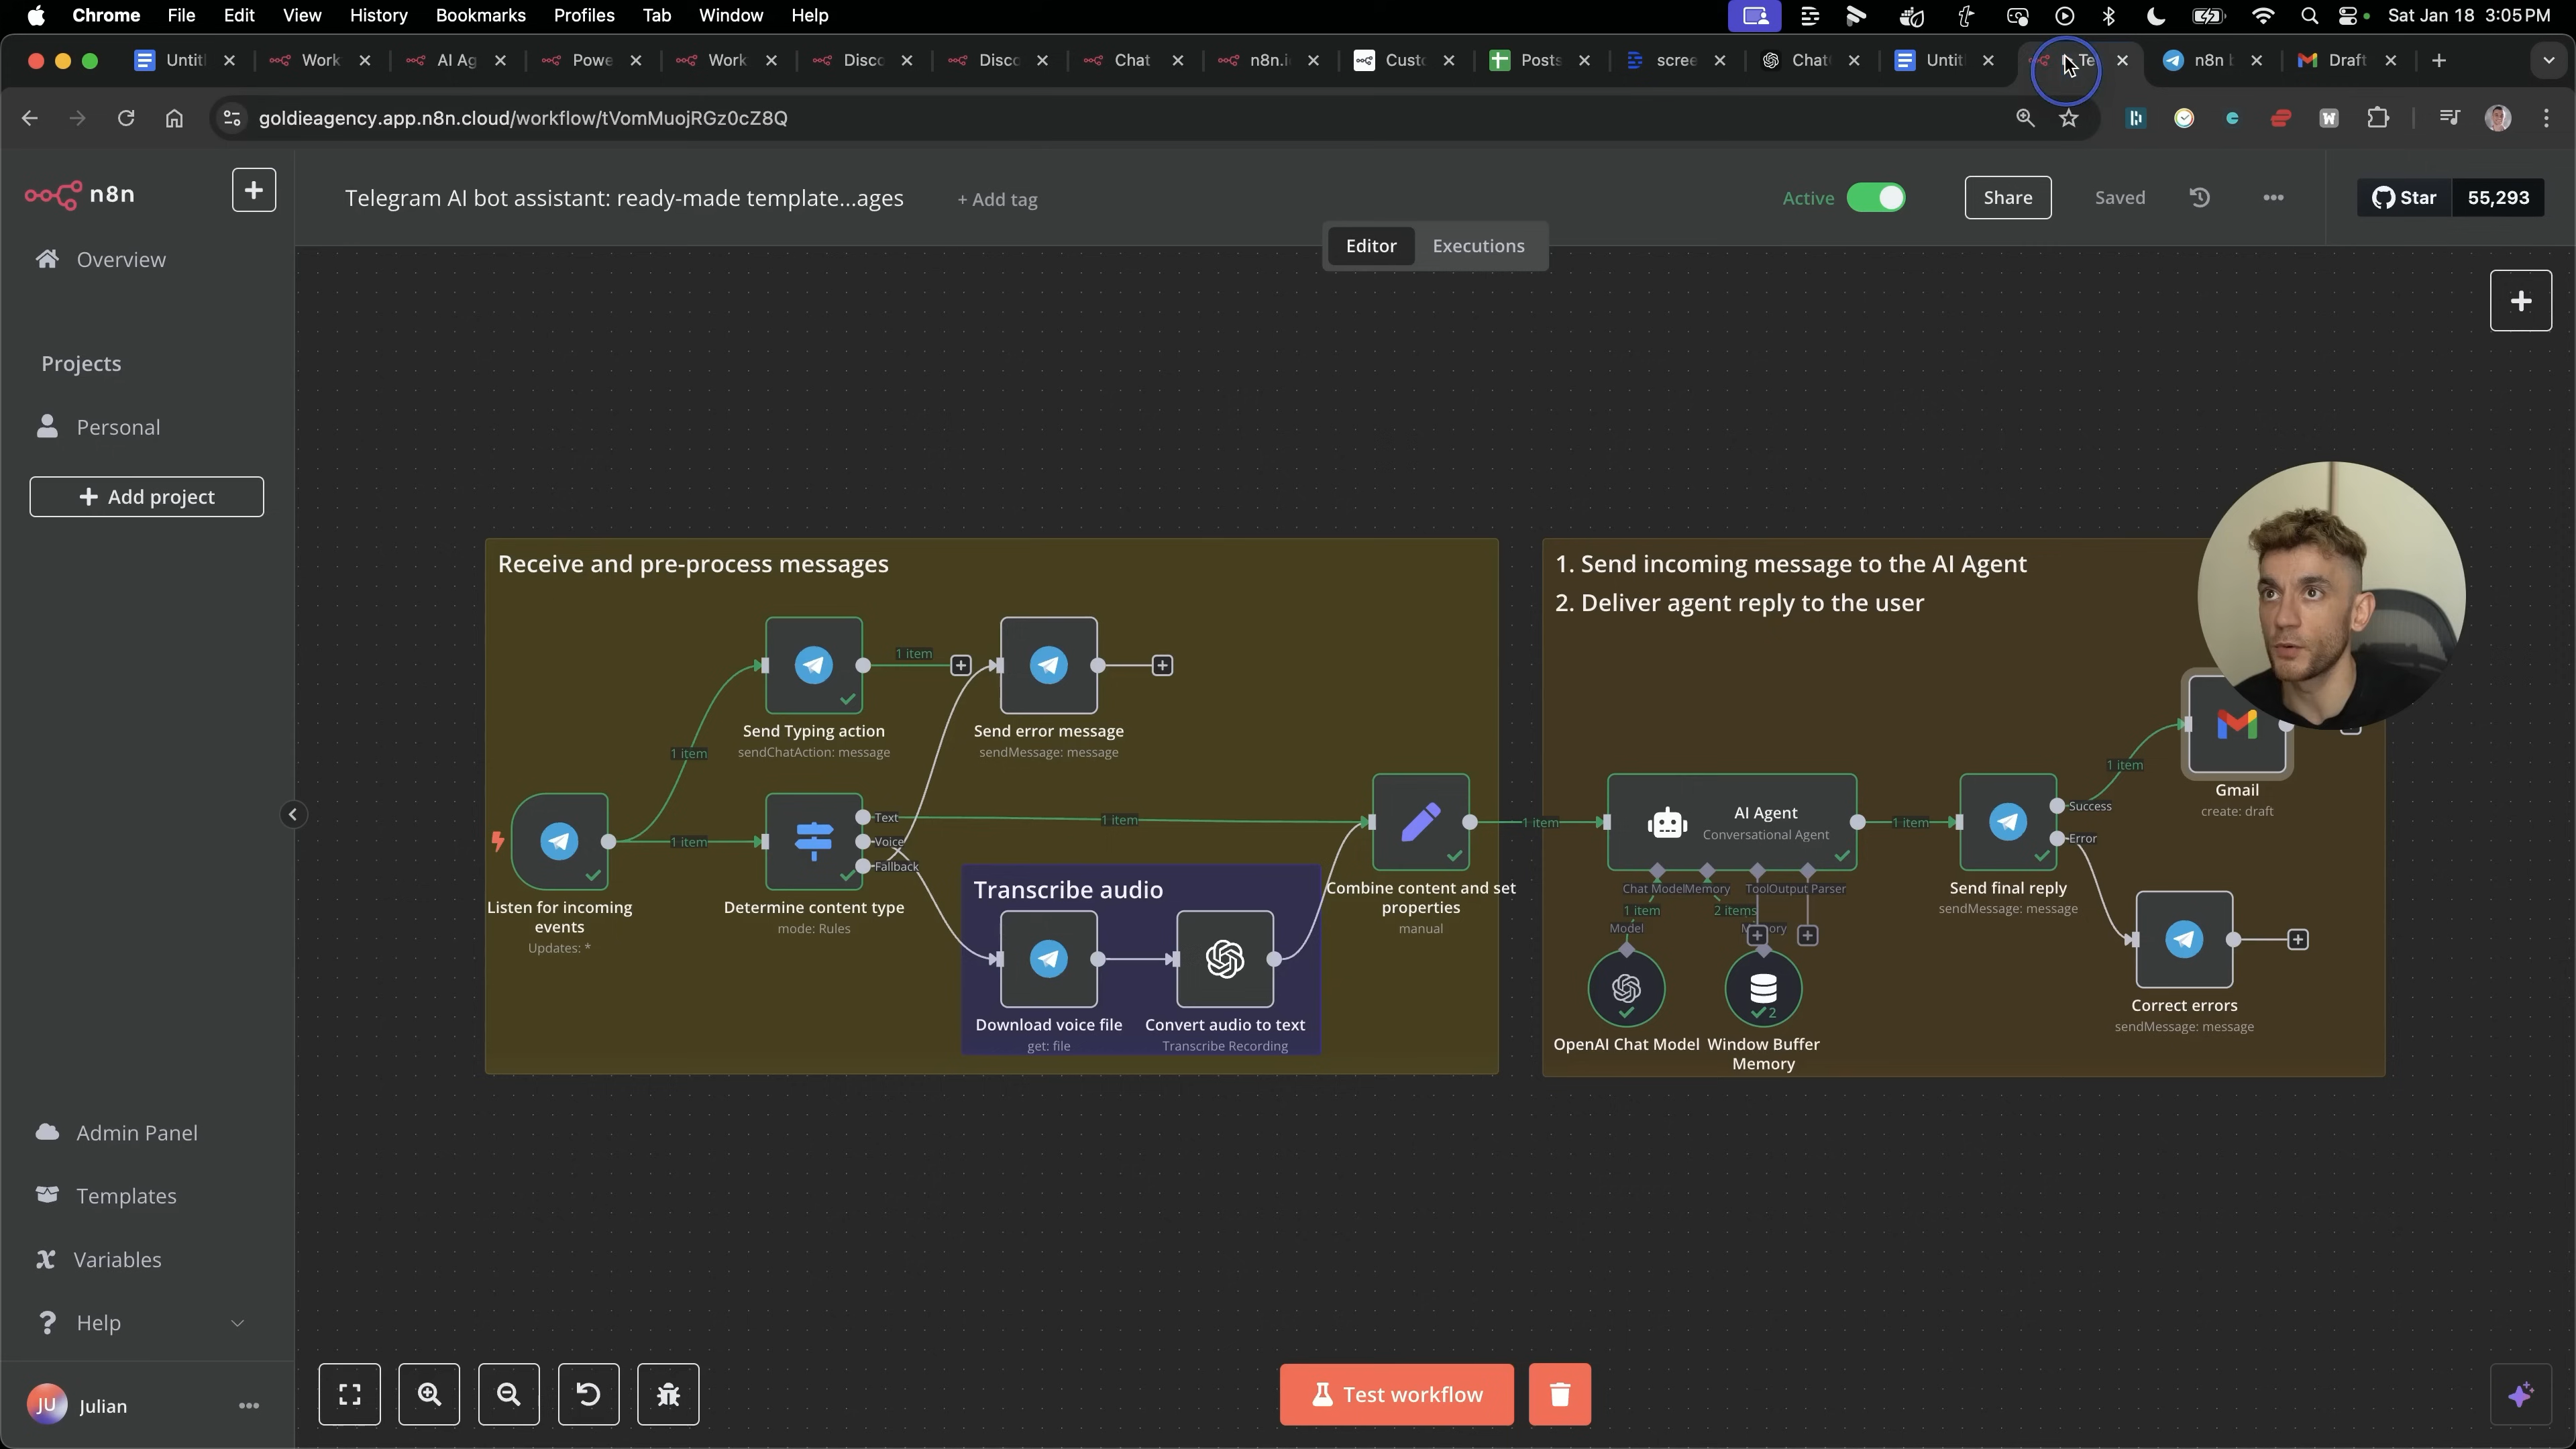 Chrome File Edit View History Bookmarks Profiles Tab Window Help Sat Jan 18 3:05 PM
Untit Work AI Ag Powe Work Disco Disco Chat n8n.i Custo Posts scree Chat Untit Te n8n b Draft
goldieagency.app.n8n.cloud/workflow/tVomMuojRGz0cZ8Q
n8n
Telegram AI bot assistant: ready-made template...ages
+ Add tag
Active
Share
Saved
Star
55,293
Editor
Executions
Overview
Projects
Personal
Add project
Receive and pre-process messages
1 item
Send Typing action
sendChatAction: message
Send error message
sendMessage: message
1 item
1 item
Listen for incoming
events
Updates: *
Determine content type
mode: Rules
Text
Voice
Fallback
1 item
Transcribe audio
Download voice file
get: file
Convert audio to text
Transcribe Recording
Combine content and set
properties
manual
1. Send incoming message to the AI Agent
2. Deliver agent reply to the user
1 item
AI Agent
Conversational Agent
Chat Model
Memory
Tool
Output Parser
1 item
2 items
Model
OpenAI Chat Model
2
Window Buffer
Memory
1 item
Send final reply
sendMessage: message
Success
Error
1 item
Gmail
create: draft
Correct errors
sendMessage: message
Admin Panel
Templates
Variables
Help
JU
Julian
Test workflow